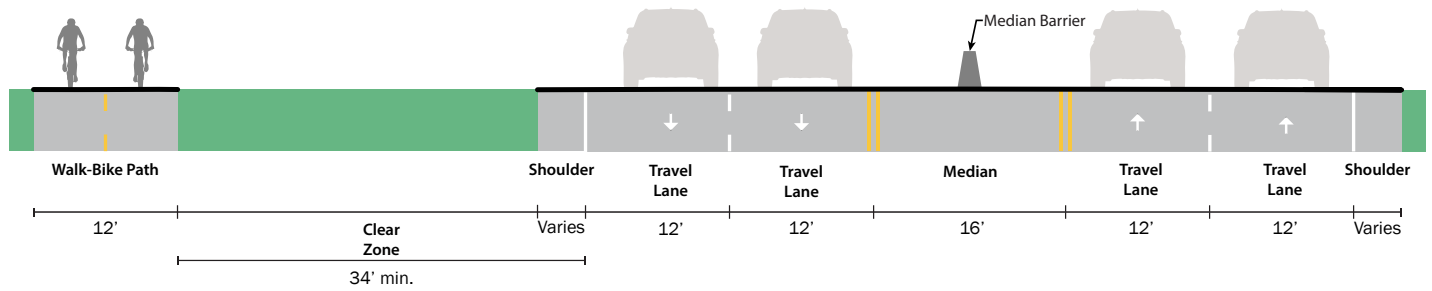 Median Barrier
Walk-Bike Path
Shoulder
Travel
Lane
Travel
Lane
Median
Travel
Lane
Travel
Lane
Shoulder
12’
Clear
Zone
Varies
12’
12’
16’
12’
12’
Varies
34’ min.